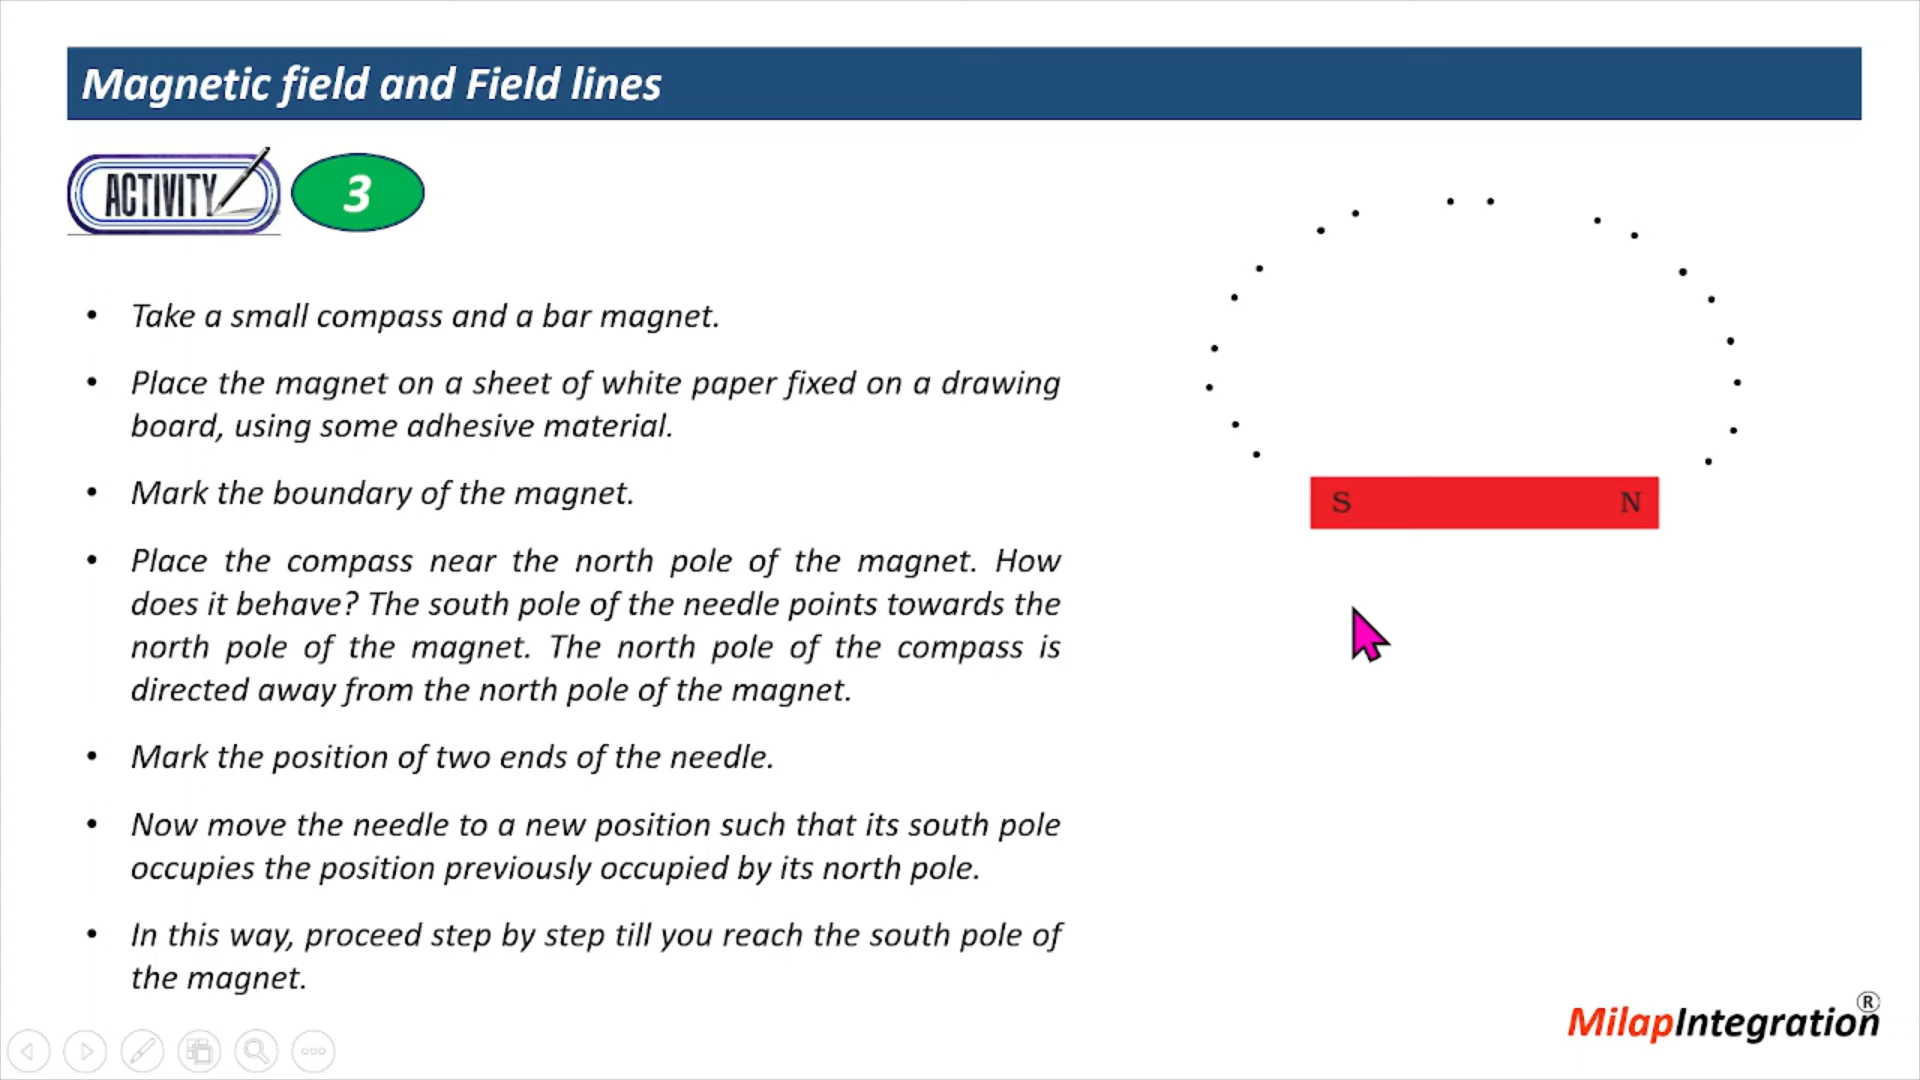 Magnetic field and Field lines
ACTIVITY 3
• Take a small compass and a bar magnet.
• Place the magnet on a sheet of white paper fixed on a drawing
board, using some adhesive material.
• Mark the boundary of the magnet.
• Place the compass near the north pole of the magnet. How
does it behave? The south pole of the needle points towards the
north pole of the magnet. The north pole of the compass is
directed away from the north pole of the magnet.
• Mark the position of two ends of the needle.
• Now move the needle to a new position such that its south pole
occupies the position previously occupied by its north pole.
• In this way, proceed step by step till you reach the south pole of
the magnet.
S N
MilapIntegration®